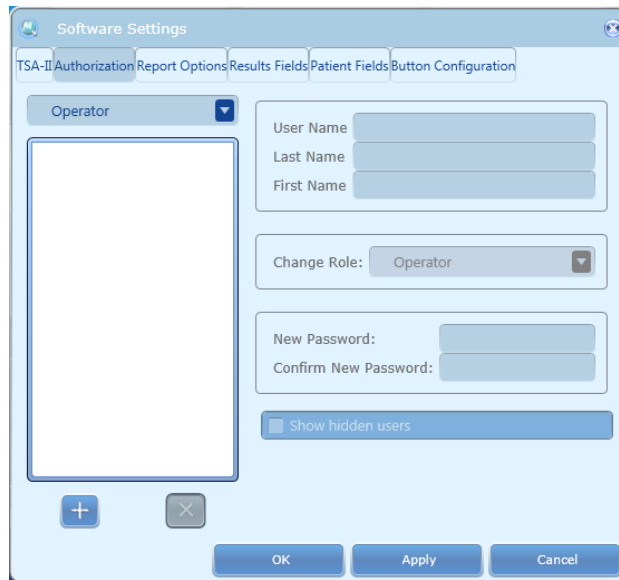 Software Settings
TSA-II Authorization Report Options Results Fields Patient Fields Button Configuration
Operator
User Name
Last Name
First Name
Change Role: Operator
New Password:
Confirm New Password:
Show hidden users
OK Apply Cancel